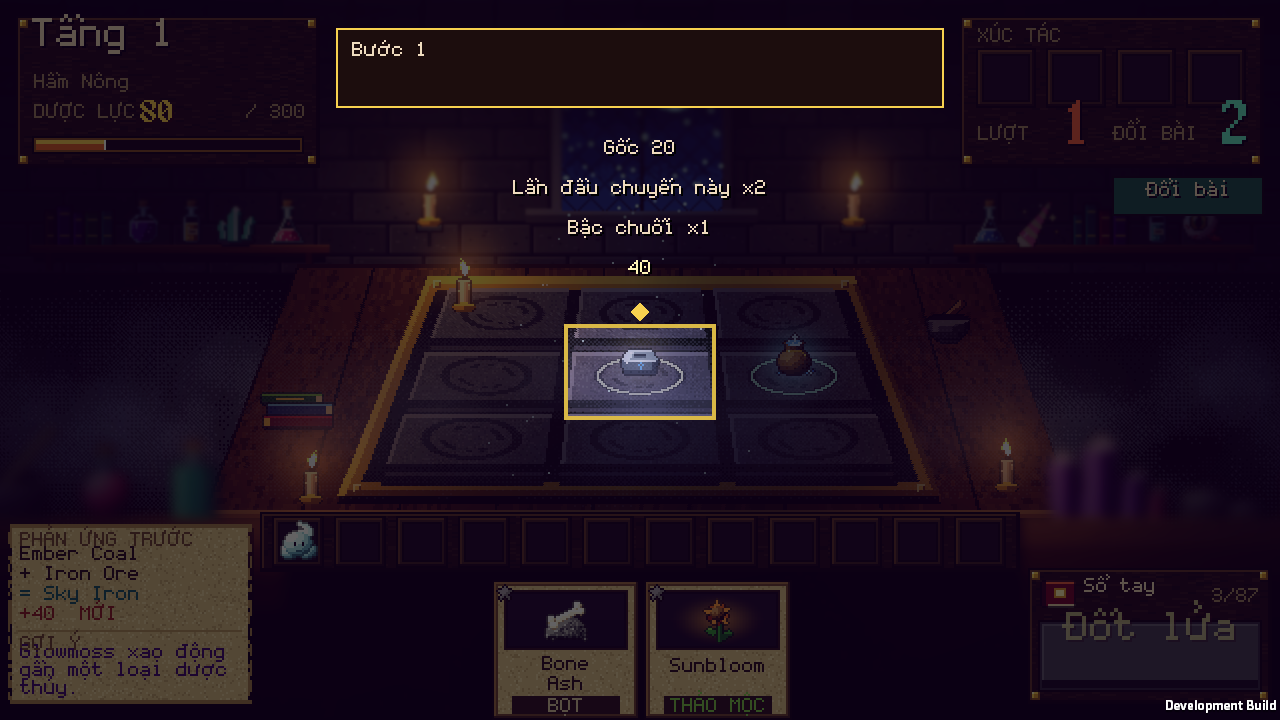 Tầng 1
Hầm Nông
DƯỢC LỰC 80 / 300
Bước 1
XÚC TÁC
LƯỢT 1 ĐỔI BÀI 2
Đổi bài
Gốc 20
Lần đầu chuyến này x2
Bậc chuỗi x1
40
PHẢN ỨNG TRƯỚC
Ember Coal
+ Iron Ore
= Sky Iron
+40 MỚI
GỢI Ý
Glowmoss xao động
gần một loại dược
thủy.
Bone
Ash
BỘT
Sunbloom
THẢO MỘC
Sổ tay
3/87
Đốt lửa
Development Build